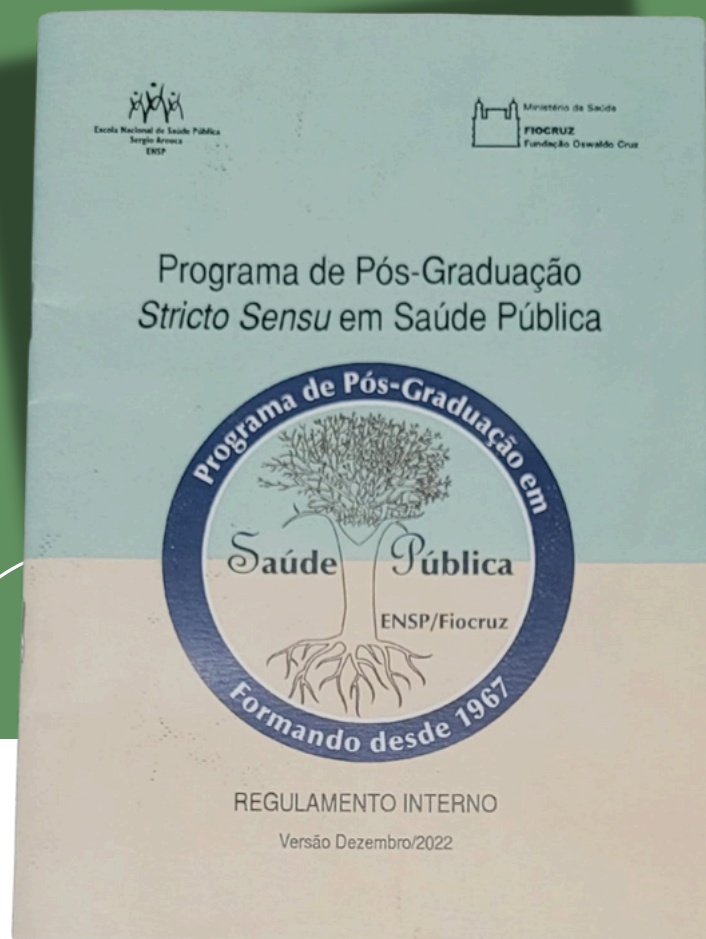 Escola Nacional de Saúde Pública
Sergio Arouca
ENSP
Ministério da Saúde
FIOCRUZ
Fundação Oswaldo Cruz
Programa de Pós-Graduação
Stricto Sensu em Saúde Pública
Programa de Pós-Graduação em
Saúde Pública
ENSP/Fiocruz
Formando desde 1967
REGULAMENTO INTERNO
Versão Dezembro/2022